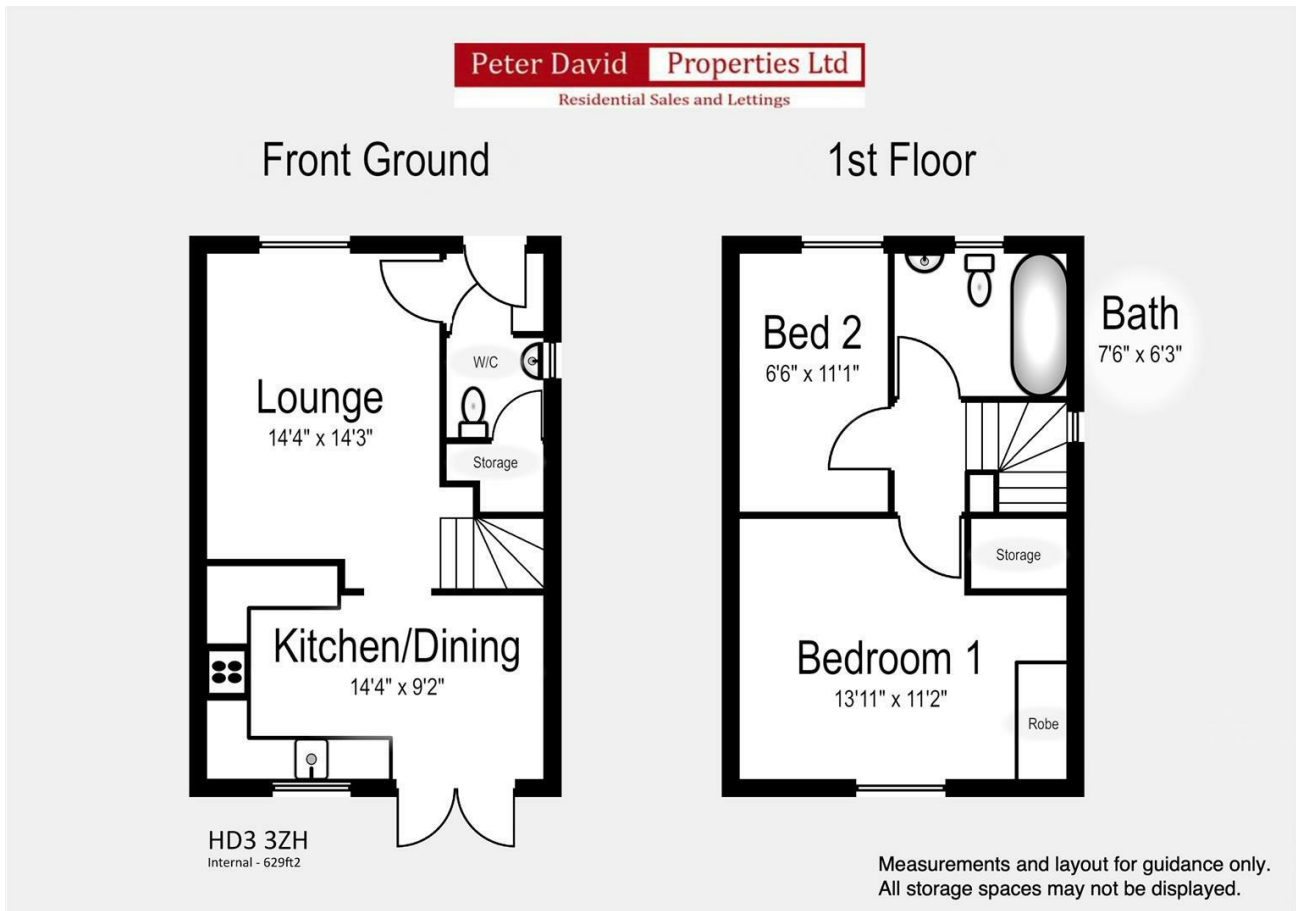 Peter David Properties Ltd
Residential Sales and Lettings
Front Ground
1st Floor
Lounge
14'4" x 14'3"
W/C
Storage
Kitchen/Dining
14'4" x 9'2"
Bed 2
6'6" x 11'1"
Bath
7'6" x 6'3"
Storage
Bedroom 1
13'11" x 11'2"
Robe
HD3 3ZH
Internal - 629ft2
Measurements and layout for guidance only.
All storage spaces may not be displayed.